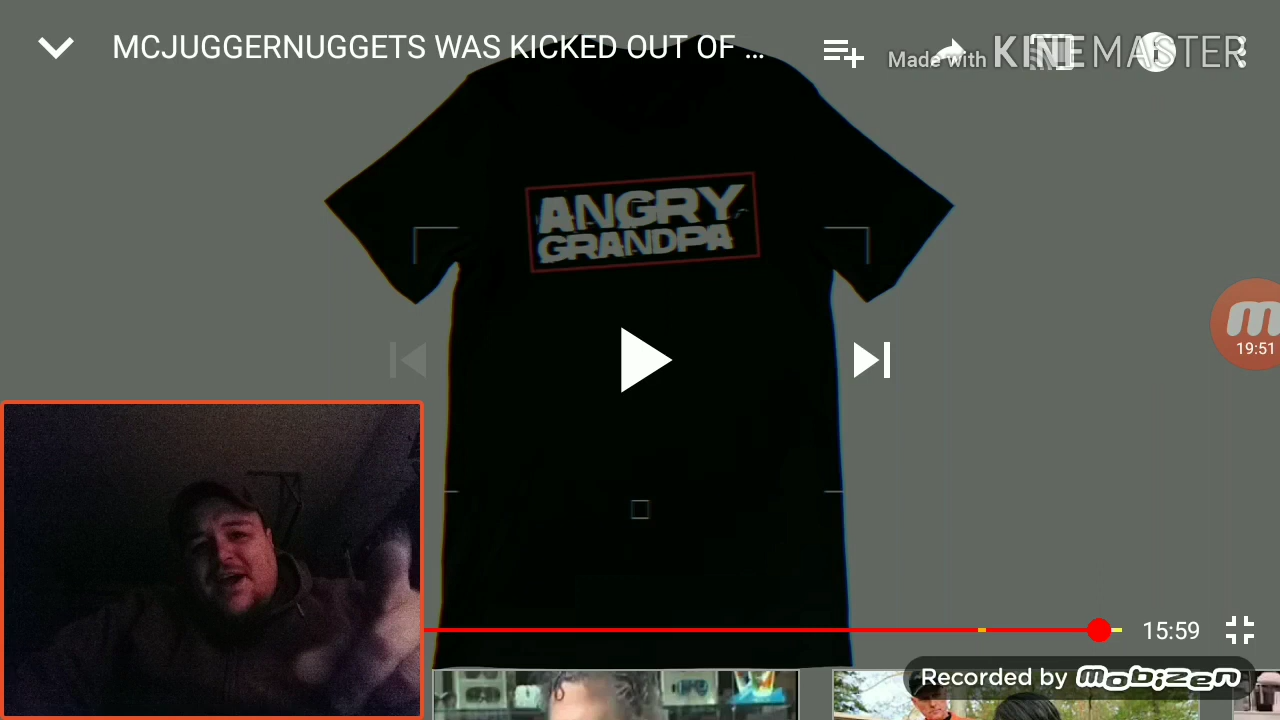 MCJUGGERNUGGETS WAS KICKED OUT OF ...
Made with KINEMASTER
ANGRY
GRANDPA
19:51
15:59
Recorded by mobizen